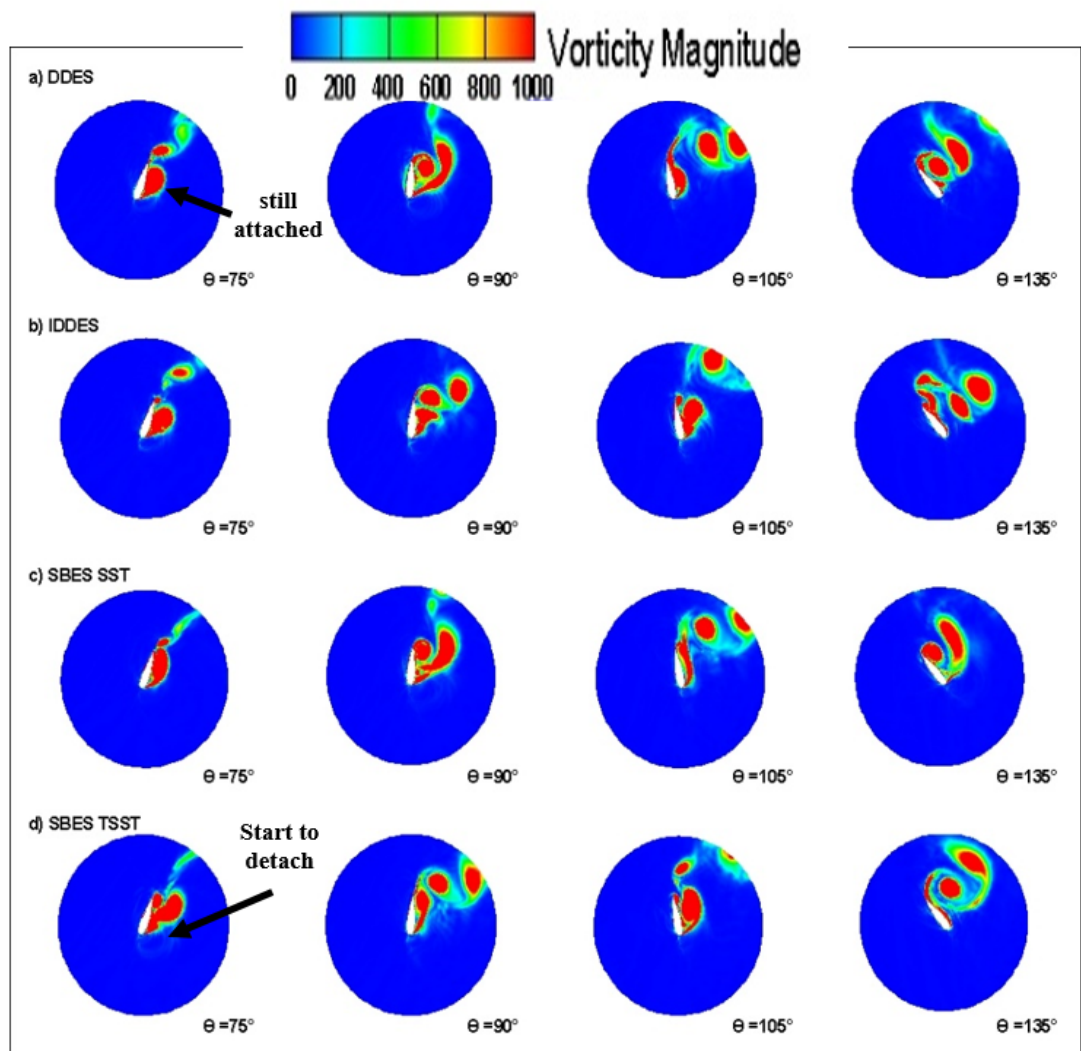 Vorticity Magnitude
0 200 400 600 800 1000
a) DDES
still
attached
Θ =75° Θ =90° Θ =105° Θ =135°
b) IDDES
Θ =75° Θ =90° Θ =105° Θ =135°
c) SBES SST
Θ =75° Θ =90° Θ =105° Θ =135°
d) SBES TSST
Start to
detach
Θ =75° Θ =90° Θ =105° Θ =135°